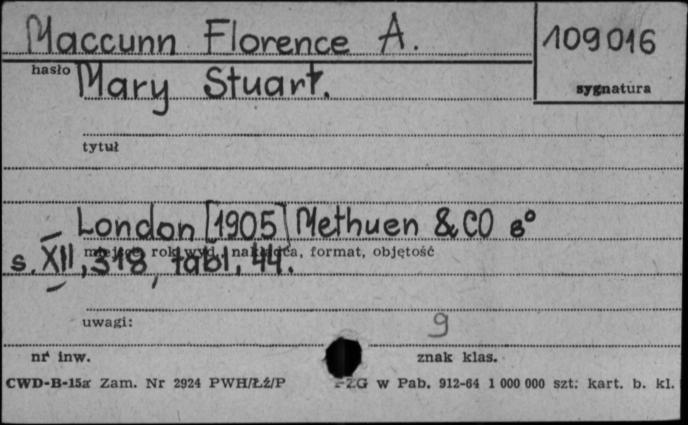 Maccunn Florence A.
109016
hasło
Mary Stuart.
sygnatura
tytuł
London [1905] Methuen & CO 8°
miejsce, rok wyd., nakładca, format, objętość
s. XII, 318, tabl. 44.
uwagi:
9
nr inw.
znak klas.
CWD-B-15a Zam. Nr 2924 PWH/Łź/P
PZG w Pab. 912-64 1 000 000 szt: kart. b. kl.